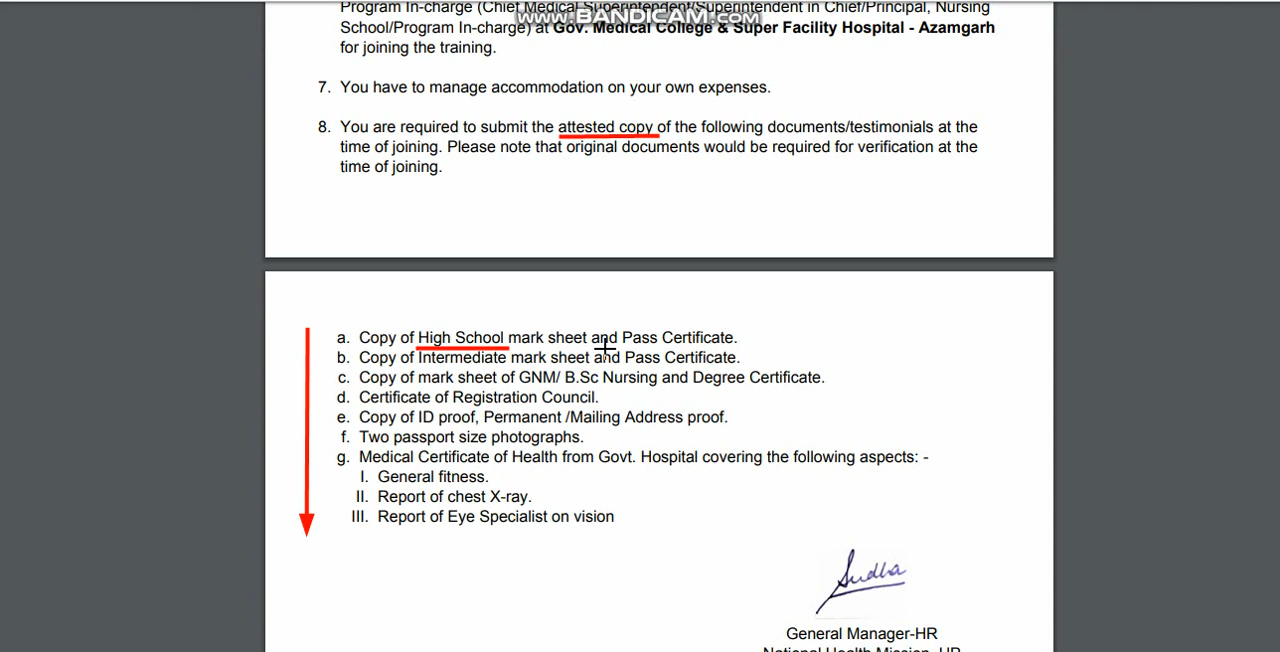 Program In-charge (Chief Medical Superintendent/Superintendent in Chief/Principal, Nursing
www.BANDICAM.com
School/Program In-charge) at Gov. Medical College & Super Facility Hospital - Azamgarh
for joining the training.
7. You have to manage accommodation on your own expenses.
8. You are required to submit the attested copy of the following documents/testimonials at the
time of joining. Please note that original documents would be required for verification at the
time of joining.
a. Copy of High School mark sheet and Pass Certificate.
b. Copy of Intermediate mark sheet and Pass Certificate.
c. Copy of mark sheet of GNM/ B.Sc Nursing and Degree Certificate.
d. Certificate of Registration Council.
e. Copy of ID proof, Permanent /Mailing Address proof.
f. Two passport size photographs.
g. Medical Certificate of Health from Govt. Hospital covering the following aspects: -
I. General fitness.
II. Report of chest X-ray.
III. Report of Eye Specialist on vision
Sudha
General Manager-HR
National Health Mission, UP